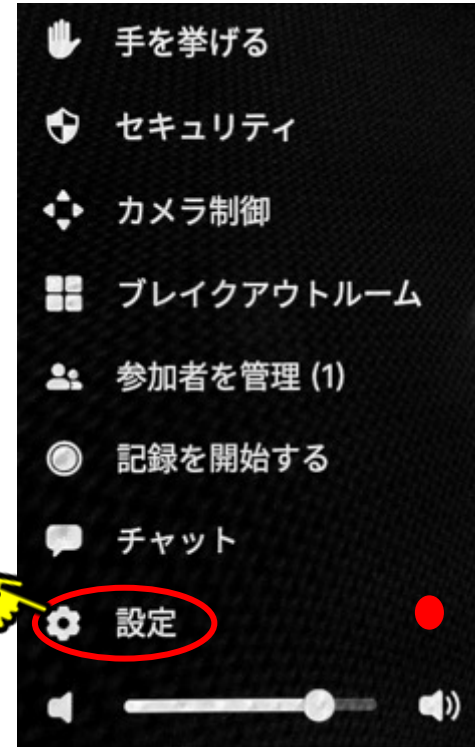 手を挙げる
セキュリティ
カメラ制御
ブレイクアウトルーム
参加者を管理 (1)
記録を開始する
チャット
設定